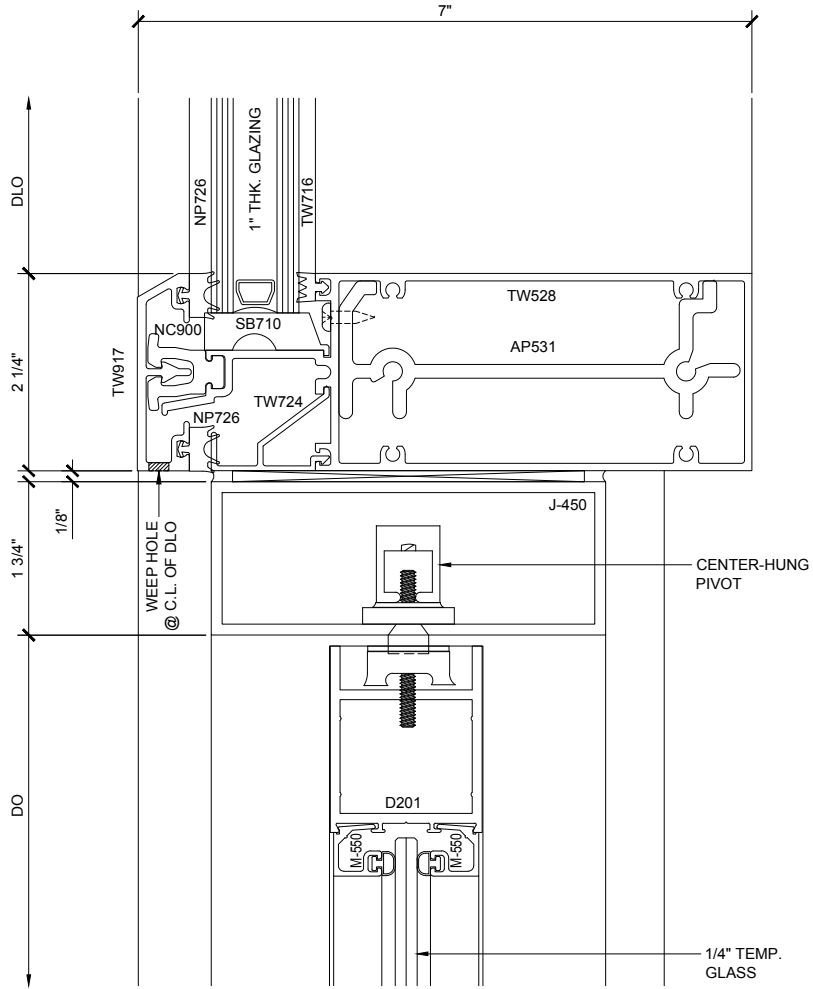 7"
DLO
NP726
1" THK. GLAZING
TW716
2 1/4"
TW917
NC900
SB710
TW528
AP531
TW724
NP726
1/8"
1 3/4"
WEEP HOLE
@ C.L. OF DLO
J-450
CENTER-HUNG
PIVOT
DO
D201
M-550
M-550
1/4" TEMP.
GLASS